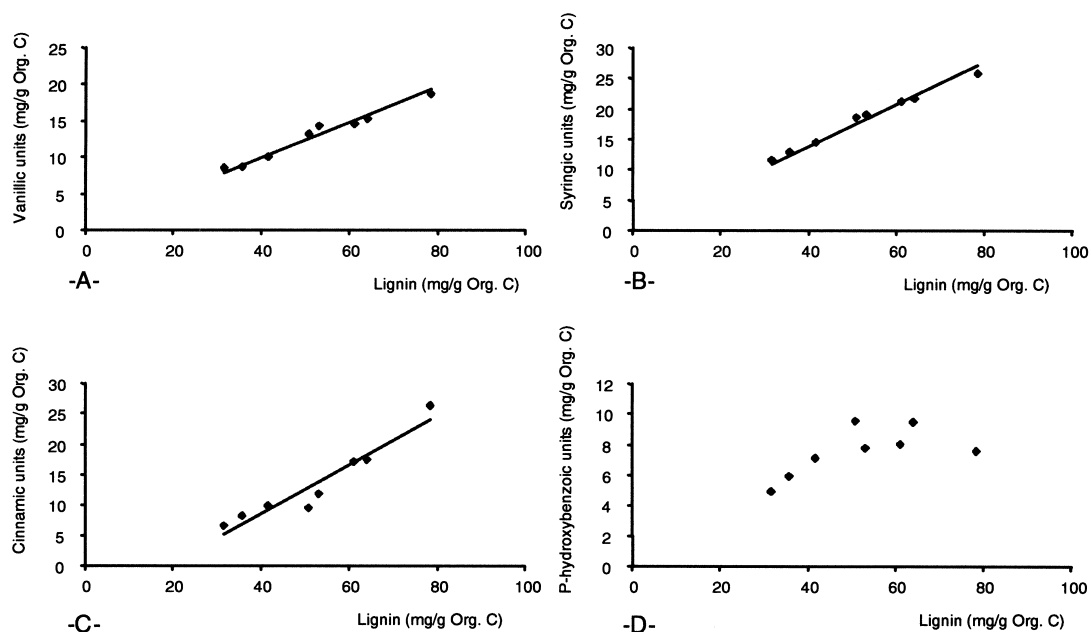 Vanillic units (mg/g Org. C)
25
20
15
10
5
0
0 20 40 60 80 100
-A-
Lignin (mg/g Org. C)
Syringic units (mg/g Org. C)
30
25
20
15
10
5
0
0 20 40 60 80 100
-B-
Lignin (mg/g Org. C)
Cinnamic units (mg/g Org. C)
30
25
20
15
10
5
0
0 20 40 60 80 100
-C-
Lignin (mg/g Org. C)
P-hydroxybenzoic units (mg/g Org. C)
12
10
8
6
4
2
0
0 20 40 60 80 100
-D-
Lignin (mg/g Org. C)